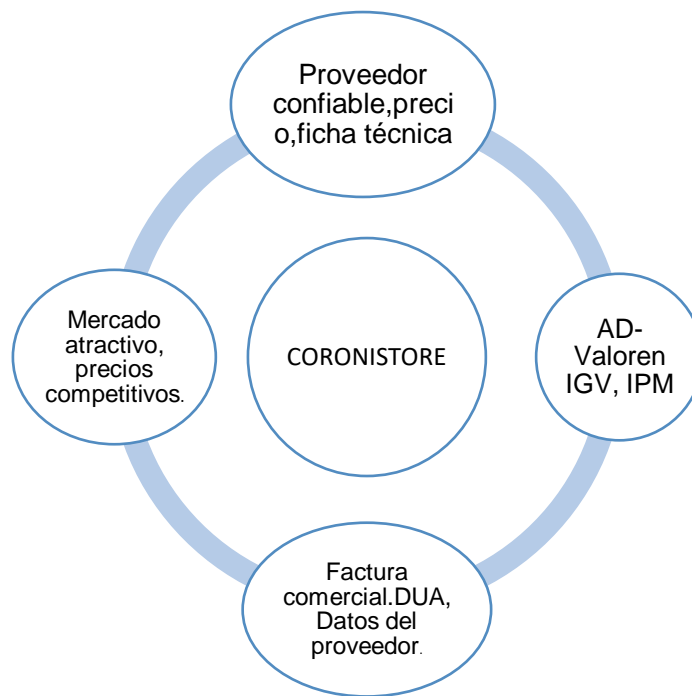 Proveedor
confiable,preci
o,ficha técnica
Mercado
atractivo,
precios
competitivos.
CORONISTORE
AD-
Valoren
IGV, IPM
Factura
comercial.DUA,
Datos del
proveedor.